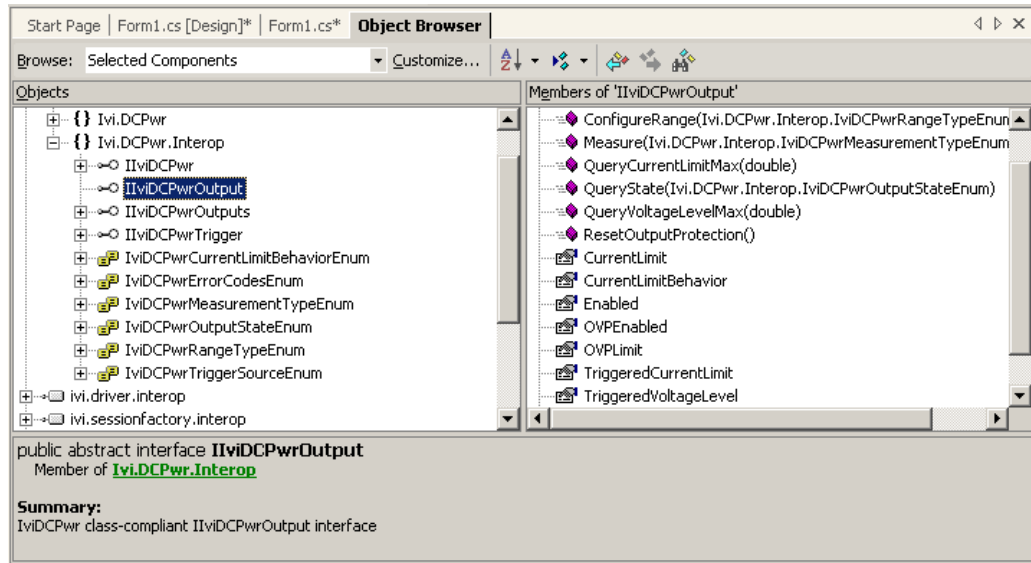 Start Page | Form1.cs [Design]* | Form1.cs* Object Browser
Browse: Selected Components Customize...
Objects
{} Ivi.DCPwr
{} Ivi.DCPwr.Interop
IIviDCPwr
IIviDCPwrOutput
IIviDCPwrOutputs
IIviDCPwrTrigger
IviDCPwrCurrentLimitBehaviorEnum
IviDCPwrErrorCodesEnum
IviDCPwrMeasurementTypeEnum
IviDCPwrOutputStateEnum
IviDCPwrRangeTypeEnum
IviDCPwrTriggerSourceEnum
ivi.driver.interop
ivi.sessionfactory.interop
Members of 'IIviDCPwrOutput'
ConfigureRange(Ivi.DCPwr.Interop.IviDCPwrRangeTypeEnum
Measure(Ivi.DCPwr.Interop.IviDCPwrMeasurementTypeEnum
QueryCurrentLimitMax(double)
QueryState(Ivi.DCPwr.Interop.IviDCPwrOutputStateEnum)
QueryVoltageLevelMax(double)
ResetOutputProtection()
CurrentLimit
CurrentLimitBehavior
Enabled
OVPEnabled
OVPLimit
TriggeredCurrentLimit
TriggeredVoltageLevel
public abstract interface IIviDCPwrOutput
Member of Ivi.DCPwr.Interop
Summary:
IviDCPwr class-compliant IIviDCPwrOutput interface